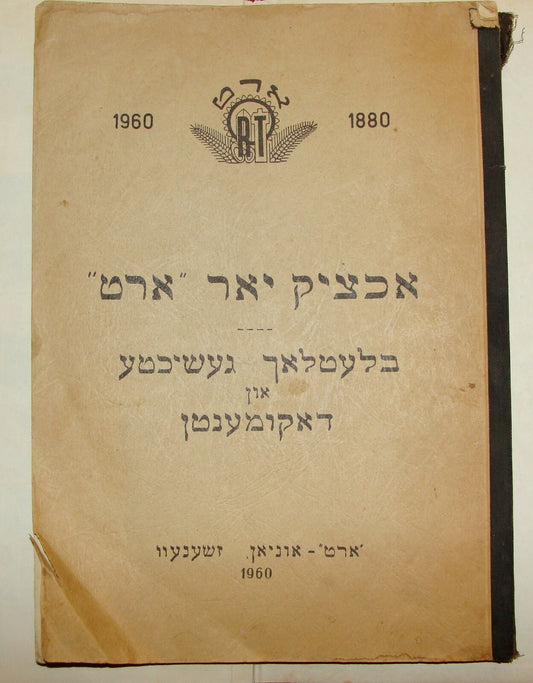 ארט
1880 1960
ORT
אכציק יאר "ארט"
----
בלעטלאך געשיכטע
און
דאקומענטן
"ארט" - אוניאן. זשענעוו
1960